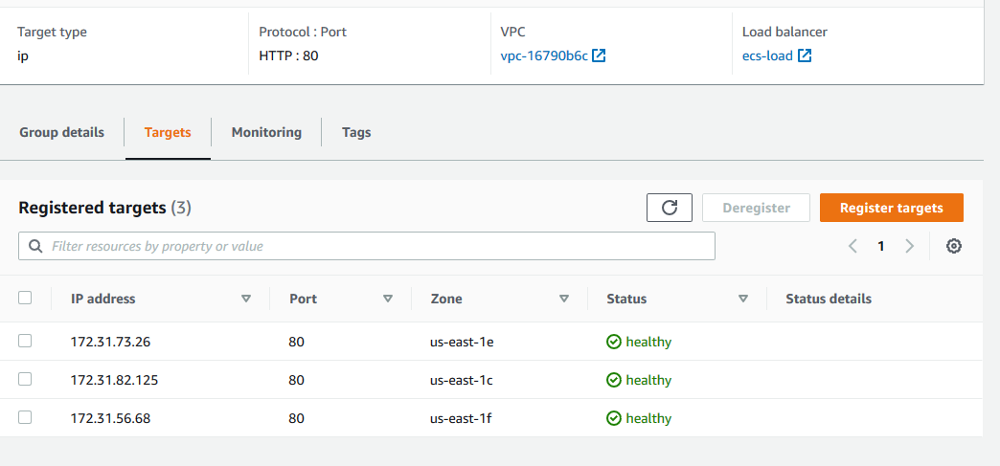 Target type Protocol : Port VPC Load balancer
ip HTTP : 80 vpc-16790b6c ecs-load
Group details Targets Monitoring Tags
Registered targets (3) Deregister Register targets
Filter resources by property or value 1
IP address Port Zone Status Status details
172.31.73.26 80 us-east-1e healthy
172.31.82.125 80 us-east-1c healthy
172.31.56.68 80 us-east-1f healthy